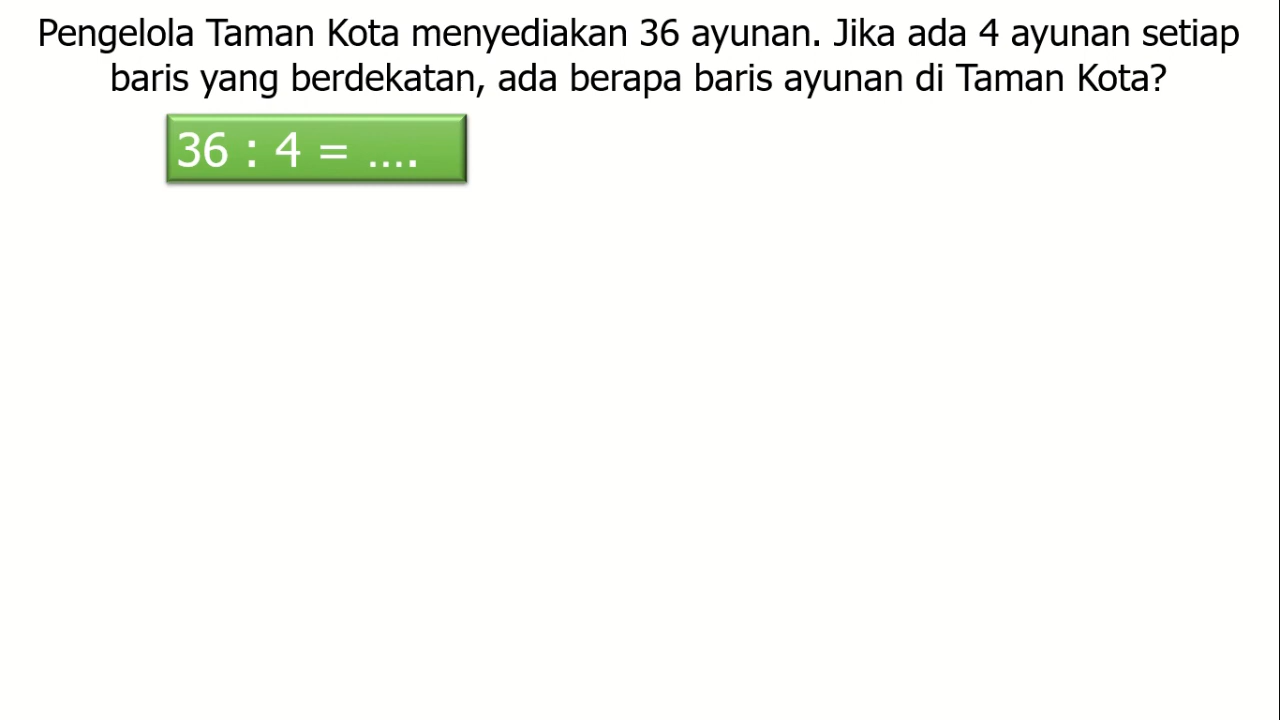 Pengelola Taman Kota menyediakan 36 ayunan. Jika ada 4 ayunan setiap
baris yang berdekatan, ada berapa baris ayunan di Taman Kota?
36 : 4 = ....